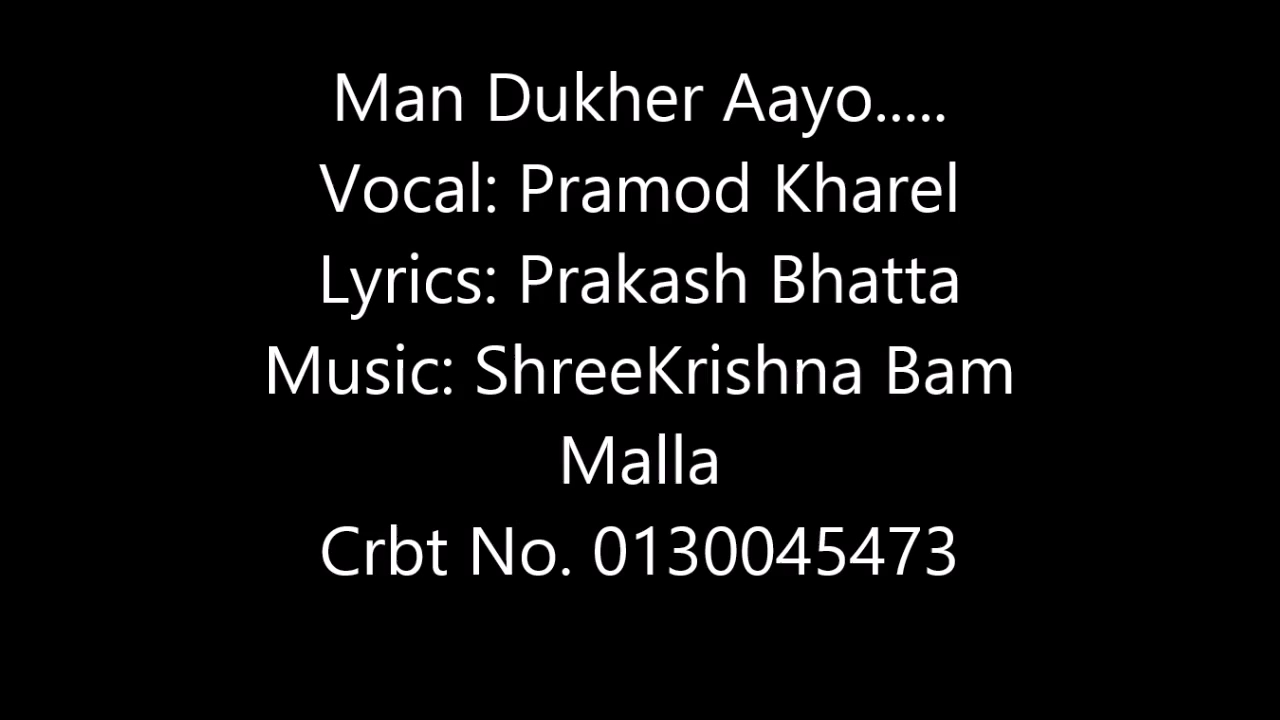 Man Dukher Aayo.....
Vocal: Pramod Kharel
Lyrics: Prakash Bhatta
Music: ShreeKrishna Bam
Malla
Crbt No. 0130045473